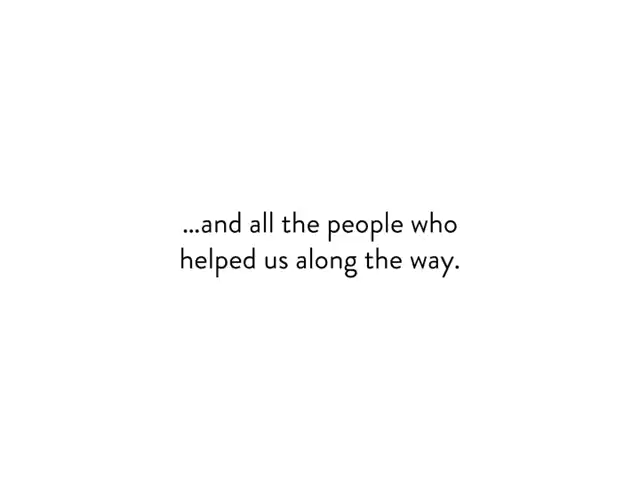 ...and all the people who
helped us along the way.